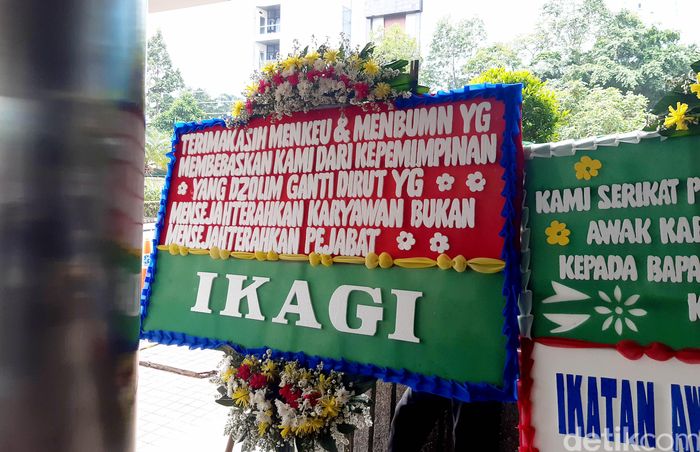 TERIMAKASIH MENKEU & MENBUMN YG
MEMBEBASKAN KAMI DARI KEPEMIMPINAN
YANG DZOLIM GANTI DIRUT YG
MENSEJAHTERAHKAN KARYAWAN BUKAN
MENSEJAHTERAHKAN PEJABAT
IKAGI
KAMI SERIKAT P
AWAK KAB
KEPADA BAPA
K
IKATAN AW
detikcom